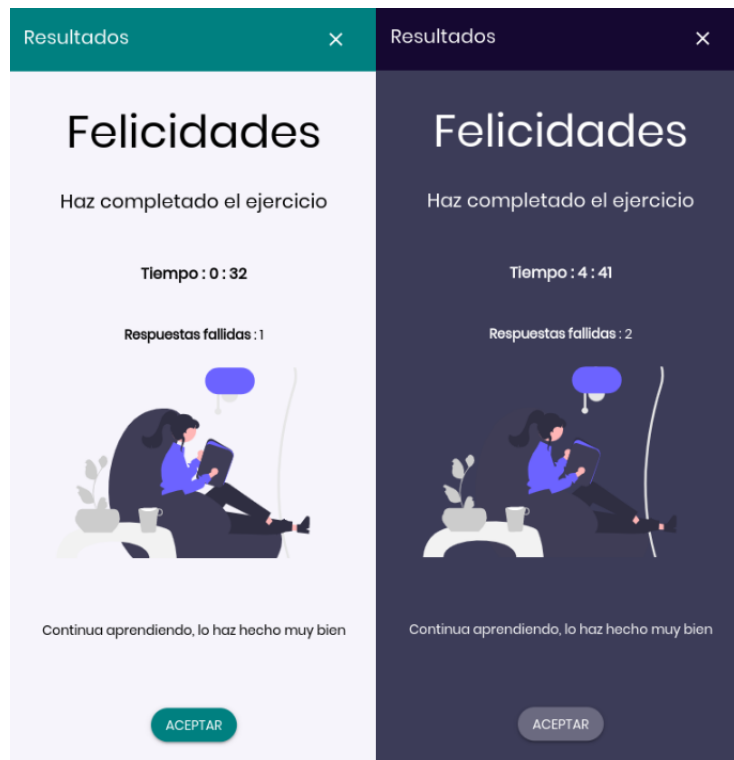 Resultados
Felicidades
Haz completado el ejercicio
Tiempo : 0 : 32
Respuestas fallidas : 1
Continua aprendiendo, lo haz hecho muy bien
ACEPTAR
Resultados
Felicidades
Haz completado el ejercicio
Tiempo : 4 : 41
Respuestas fallidas : 2
Continua aprendiendo, lo haz hecho muy bien
ACEPTAR